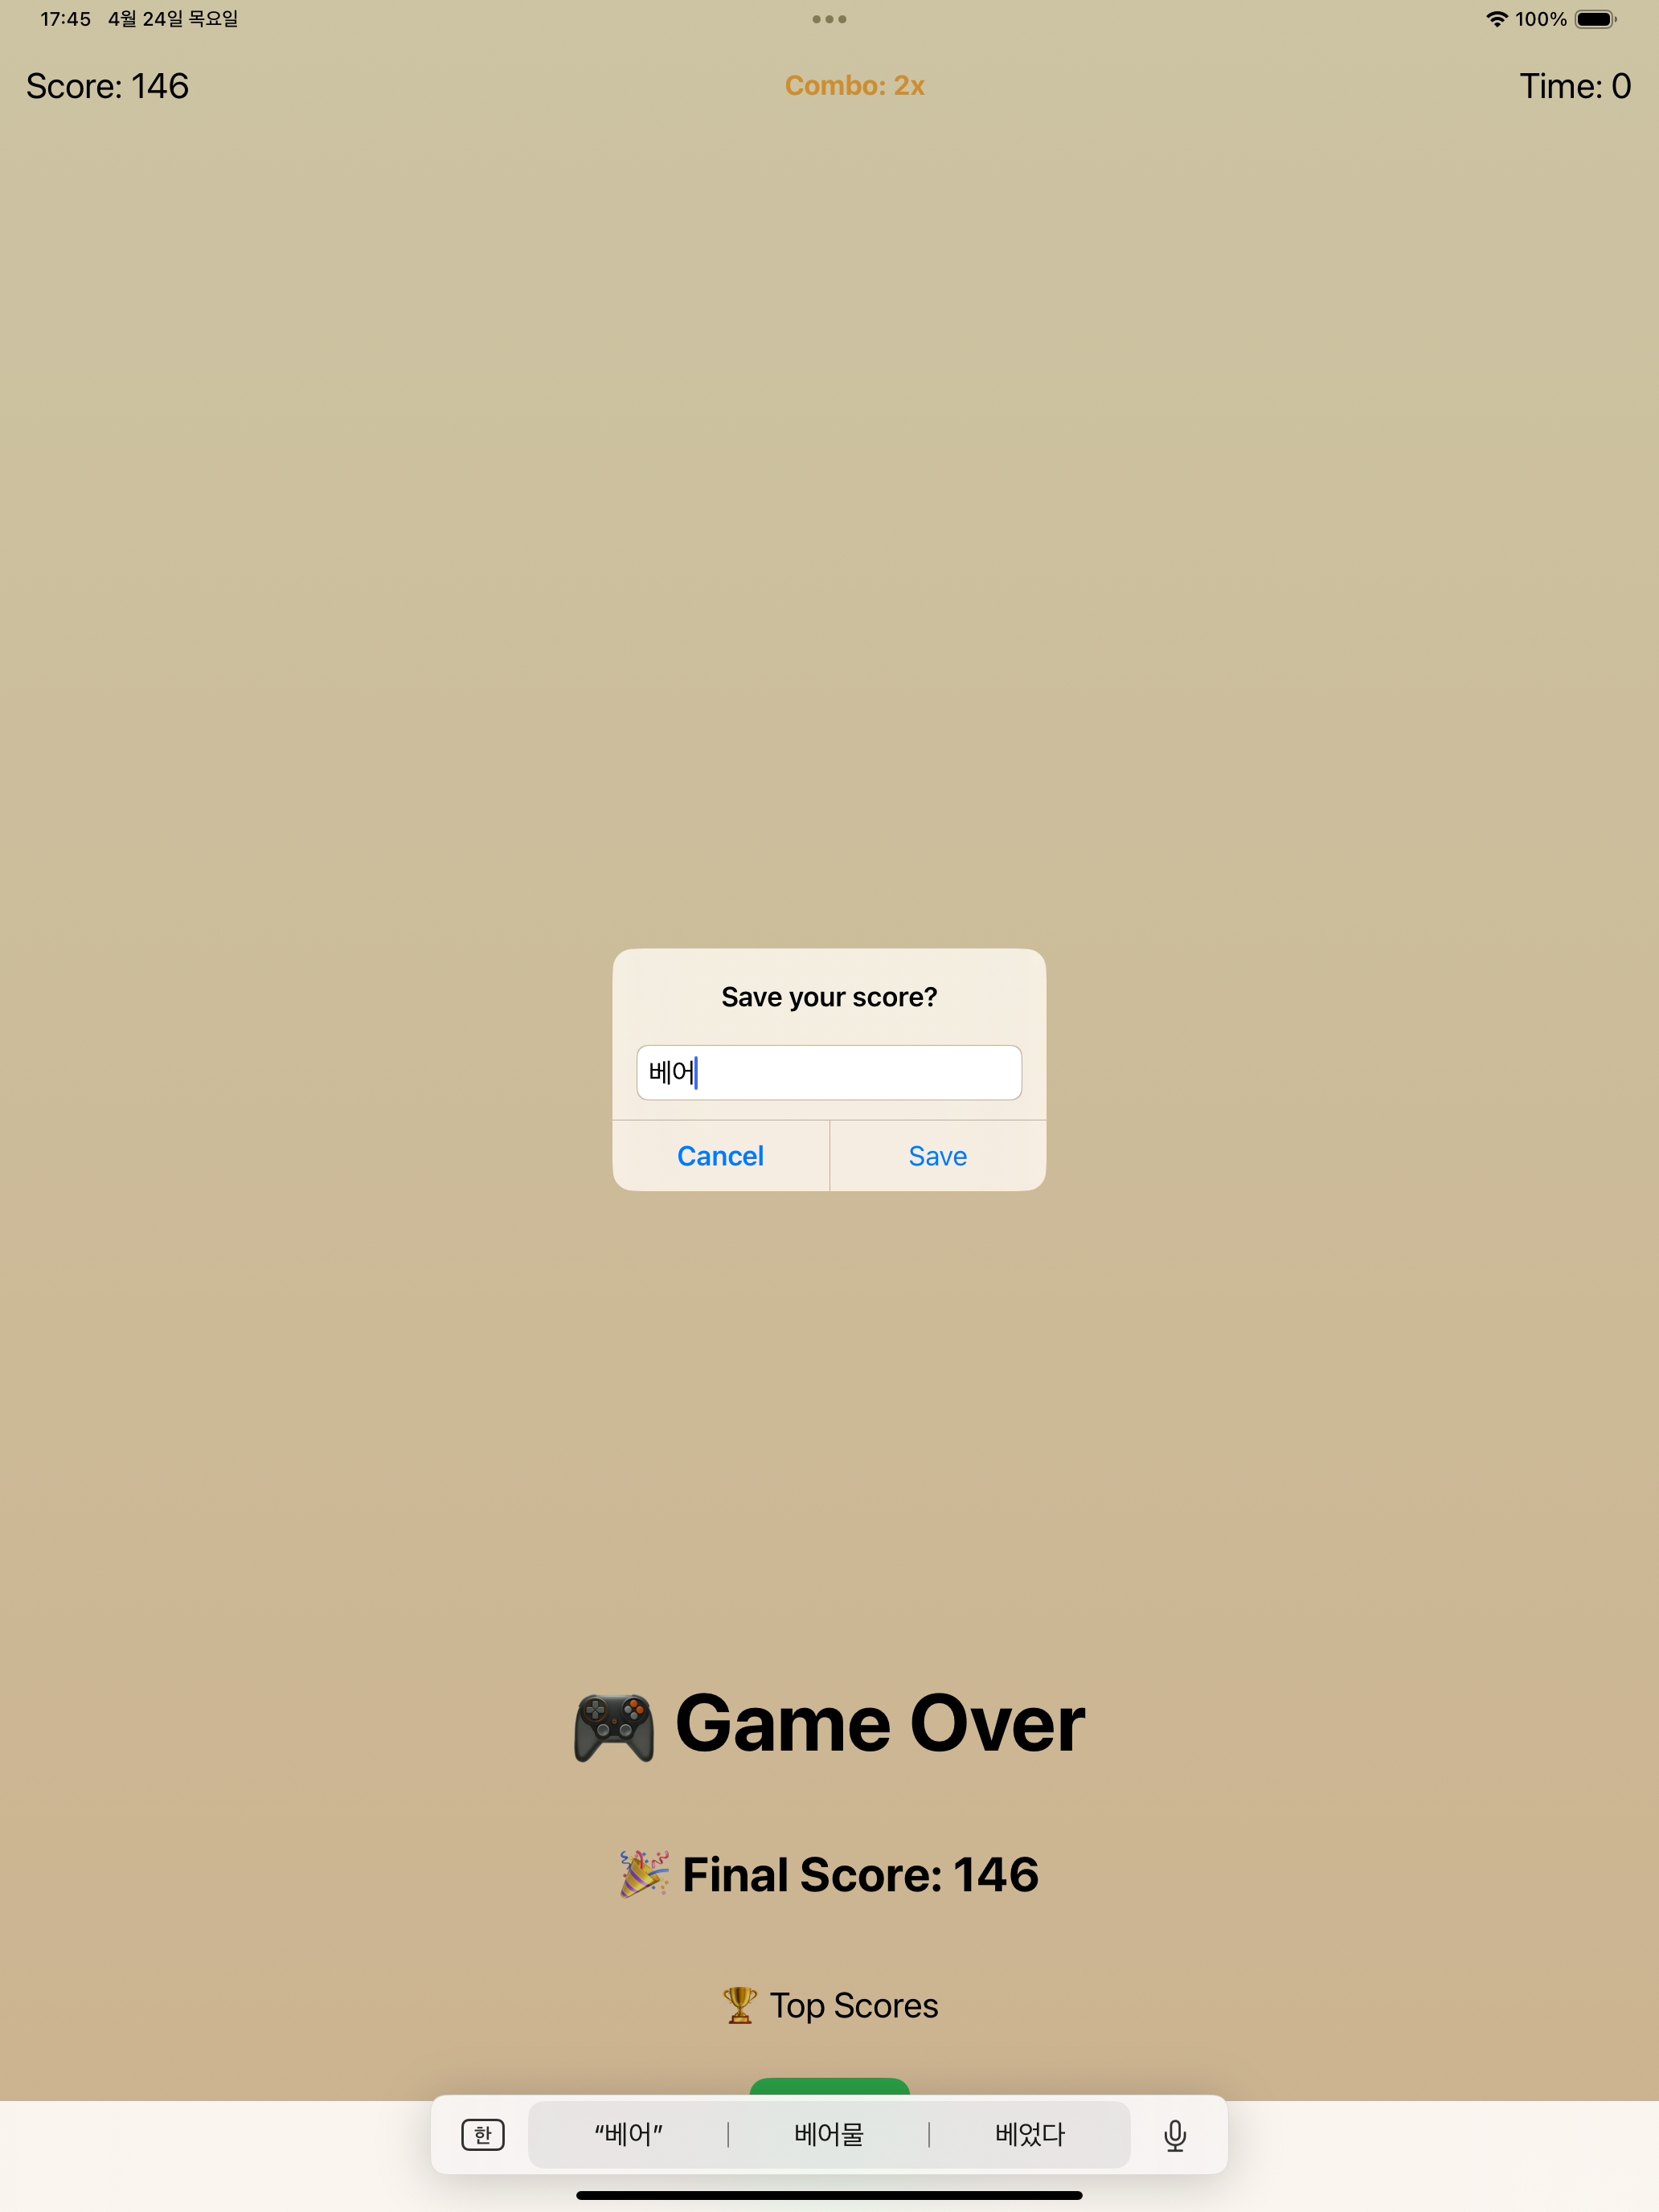 17:45 4월 24일 목요일 100%
Score: 146 Combo: 2x Time: 0
Save your score?
베어
Cancel Save
Game Over
Final Score: 146
Top Scores
한 “베어” 베어물 베었다